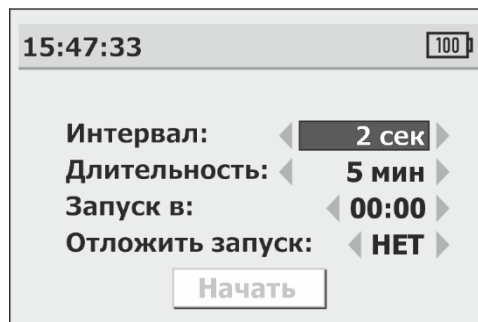 15:47:33 100
Интервал: 2 сек
Длительность: 5 мин
Запуск в: 00:00
Отложить запуск: НЕТ
Начать